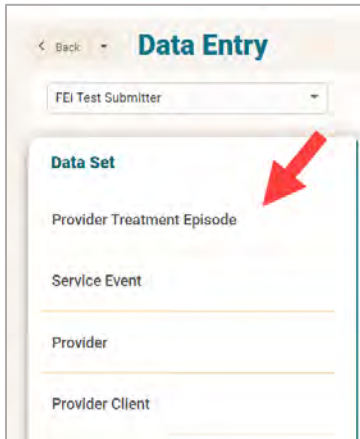 Back Data Entry
FEI Test Submitter
Data Set
Provider Treatment Episode
Service Event
Provider
Provider Client